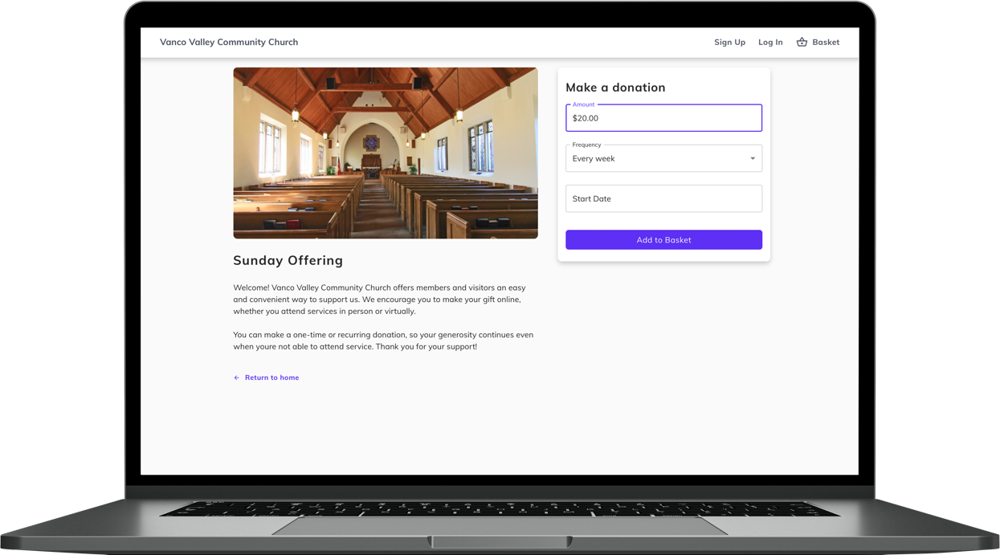 Vanco Valley Community Church
Sign Up
Log In
Basket
Make a donation
Amount
$20.00
Frequency
Every week
Start Date
Add to Basket
Sunday Offering
Welcome! Vanco Valley Community Church offers members and visitors an easy
and convenient way to support us. We encourage you to make your gift online,
whether you attend services in person or virtually.
You can make a one-time or recurring donation, so your generosity continues even
when youre not able to attend service. Thank you for your support!
Return to home